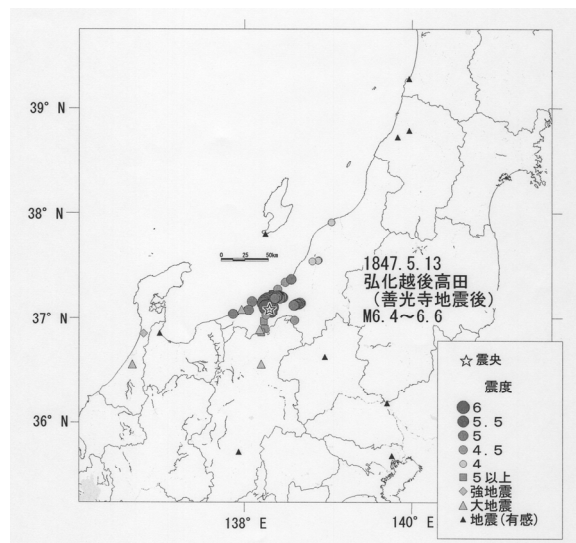 39° N
38° N
37° N
36° N
0 25 50km
1847.5.13
弘化越後高田
（善光寺地震後）
M6.4～6.6
☆震央
震度
6
5.5
5
4.5
4
5以上
強地震
大地震
地震(有感)
138° E
140° E